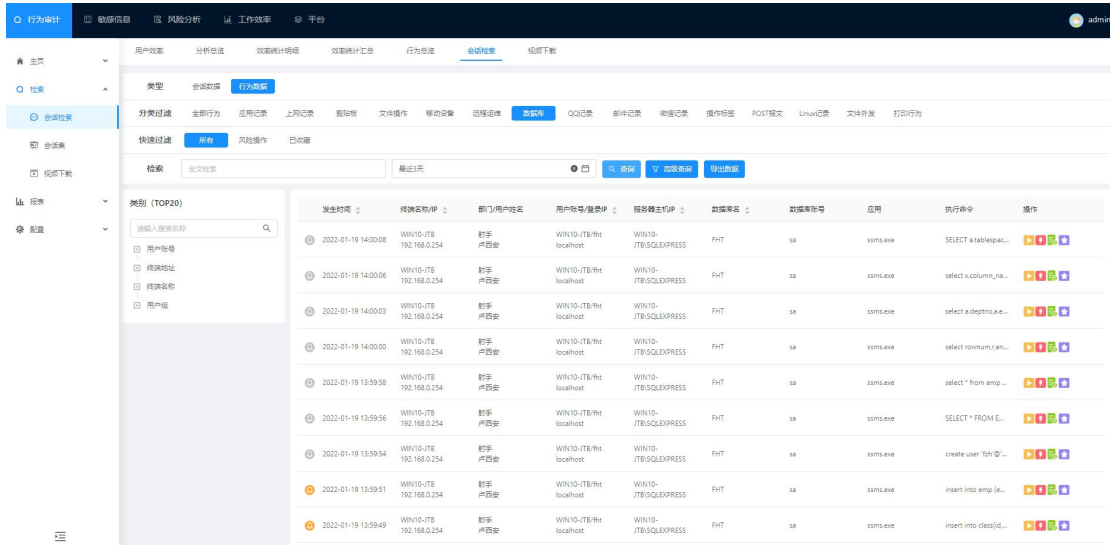 行为审计 敏感信息 风险分析 工作效率 平台 admin
用户效率 分析总览 效率统计明细 效率统计汇总 行为总览 会话检索 视频下载
主页
检索
会话检索
会话集
视频下载
报表
配置
类型 会话数据 行为数据
分类过滤 全部行为 应用记录 上网记录 剪贴板 文件操作 移动设备 远程运维 数据库 QQ记录 邮件记录 微信记录 操作标签 POST报文 Linux记录 文件外发 打印行为
快速过滤 所有 风险操作 已收藏
检索 全文检索 最近3天 查询 高级查询 导出数据
类别 (TOP20)
请输入搜索名称
用户账号
终端地址
终端名称
用户组
发生时间 终端名称/IP 部门/用户姓名 用户账号/登录IP 服务器主机IP 数据库名 数据库账号 应用 执行命令 操作
2022-01-19 14:00:08 WIN10-JTB 射手 WIN10-JTB/fht WIN10- FHT sa ssms.exe SELECT a.tablespac...
192.168.0.254 卢西安 localhost JTB\SQLEXPRESS
2022-01-19 14:00:06 WIN10-JTB 射手 WIN10-JTB/fht WIN10- FHT sa ssms.exe select x.column_na...
192.168.0.254 卢西安 localhost JTB\SQLEXPRESS
2022-01-19 14:00:03 WIN10-JTB 射手 WIN10-JTB/fht WIN10- FHT sa ssms.exe select a.deptno,a.e...
192.168.0.254 卢西安 localhost JTB\SQLEXPRESS
2022-01-19 14:00:00 WIN10-JTB 射手 WIN10-JTB/fht WIN10- FHT sa ssms.exe select rownum,r,en...
192.168.0.254 卢西安 localhost JTB\SQLEXPRESS
2022-01-19 13:59:58 WIN10-JTB 射手 WIN10-JTB/fht WIN10- FHT sa ssms.exe select * from emp ...
192.168.0.254 卢西安 localhost JTB\SQLEXPRESS
2022-01-19 13:59:56 WIN10-JTB 射手 WIN10-JTB/fht WIN10- FHT sa ssms.exe SELECT * FROM E...
192.168.0.254 卢西安 localhost JTB\SQLEXPRESS
2022-01-19 13:59:54 WIN10-JTB 射手 WIN10-JTB/fht WIN10- FHT sa ssms.exe create user 'fzh'@'...
192.168.0.254 卢西安 localhost JTB\SQLEXPRESS
2022-01-19 13:59:51 WIN10-JTB 射手 WIN10-JTB/fht WIN10- FHT sa ssms.exe insert into emp (e...
192.168.0.254 卢西安 localhost JTB\SQLEXPRESS
2022-01-19 13:59:49 WIN10-JTB 射手 WIN10-JTB/fht WIN10- FHT sa ssms.exe insert into class(id,...
192.168.0.254 卢西安 localhost JTB\SQLEXPRESS